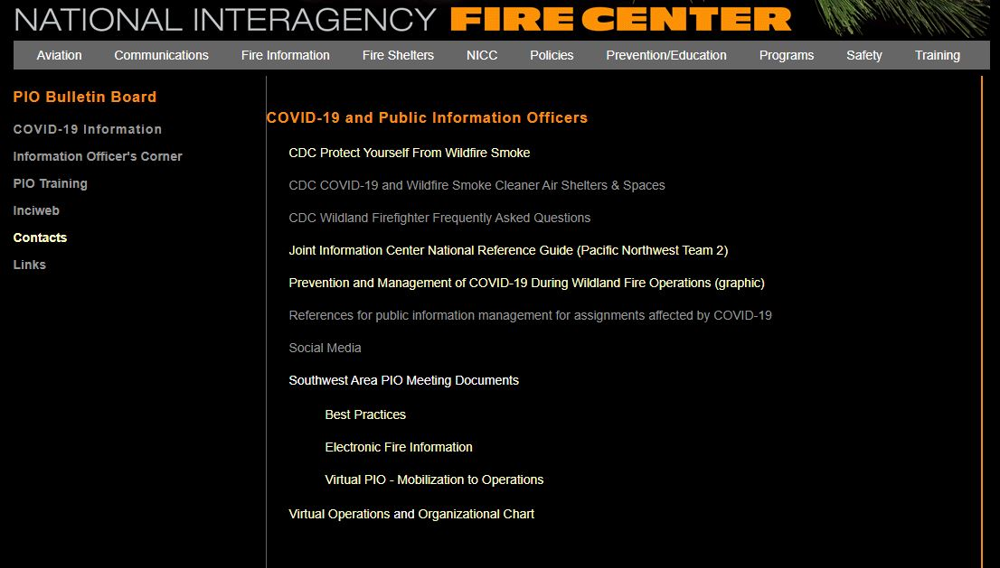 NATIONAL INTERAGENCY FIRE CENTER
Aviation Communications Fire Information Fire Shelters NICC Policies Prevention/Education Programs Safety Training
PIO Bulletin Board
COVID-19 Information
Information Officer's Corner
PIO Training
Inciweb
Contacts
Links
COVID-19 and Public Information Officers
CDC Protect Yourself From Wildfire Smoke
CDC COVID-19 and Wildfire Smoke Cleaner Air Shelters & Spaces
CDC Wildland Firefighter Frequently Asked Questions
Joint Information Center National Reference Guide (Pacific Northwest Team 2)
Prevention and Management of COVID-19 During Wildland Fire Operations (graphic)
References for public information management for assignments affected by COVID-19
Social Media
Southwest Area PIO Meeting Documents
Best Practices
Electronic Fire Information
Virtual PIO - Mobilization to Operations
Virtual Operations and Organizational Chart